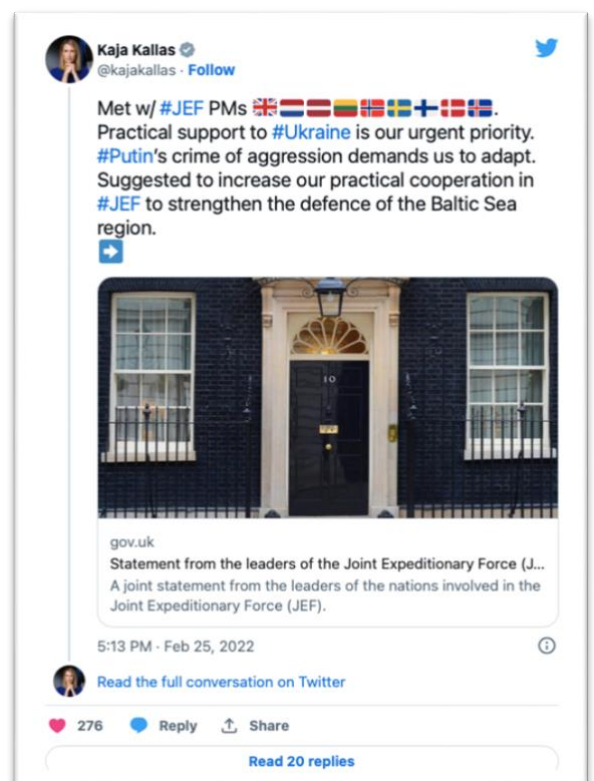 Kaja Kallas
@kajakallas · Follow
Met w/ #JEF PMs 🇬🇧🇳🇱🇱🇻🇱🇹🇳🇴🇸🇪🇫🇮🇩🇰🇮🇸.
Practical support to #Ukraine is our urgent priority.
#Putin's crime of aggression demands us to adapt.
Suggested to increase our practical cooperation in
#JEF to strengthen the defence of the Baltic Sea
region.
➡️
10
gov.uk
Statement from the leaders of the Joint Expeditionary Force (J...
A joint statement from the leaders of the nations involved in the
Joint Expeditionary Force (JEF).
5:13 PM · Feb 25, 2022
Read the full conversation on Twitter
276 Reply Share
Read 20 replies